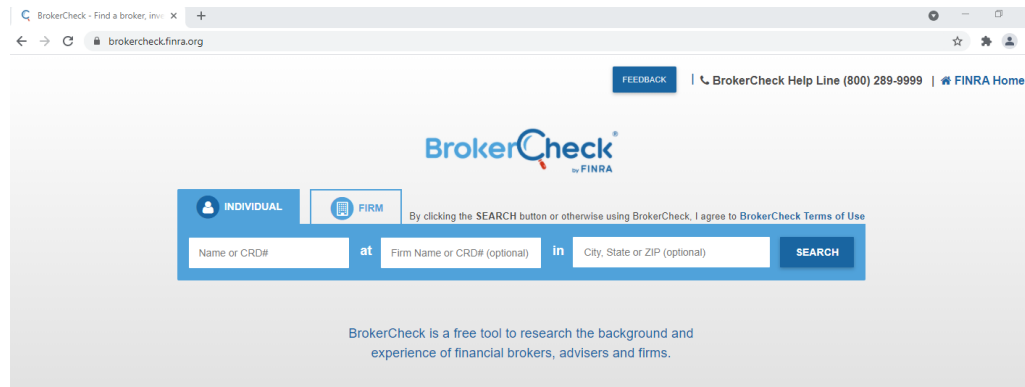 BrokerCheck - Find a broker, inve
brokercheck.finra.org
FEEDBACK | BrokerCheck Help Line (800) 289-9999 | FINRA Home
BrokerCheck®
by FINRA
INDIVIDUAL FIRM By clicking the SEARCH button or otherwise using BrokerCheck, I agree to BrokerCheck Terms of Use
Name or CRD# at Firm Name or CRD# (optional) in City, State or ZIP (optional) SEARCH
BrokerCheck is a free tool to research the background and
experience of financial brokers, advisers and firms.